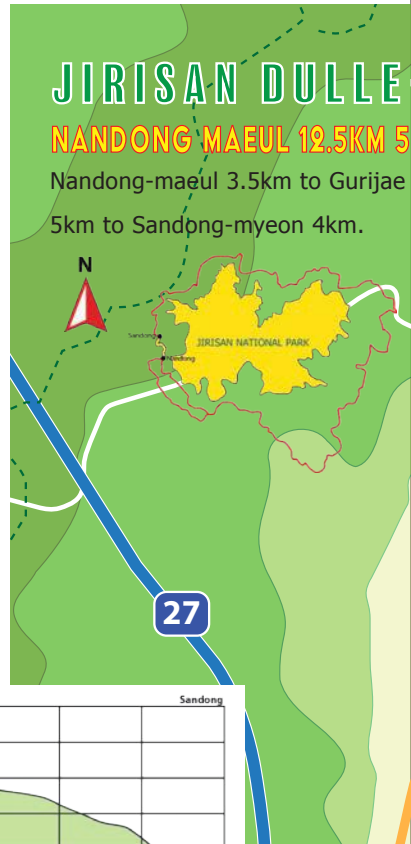 JIRISAN DULLE
NANDONG MAEUL 12.5KM 5
Nandong-maeul 3.5km to Gurijae
5km to Sandong-myeon 4km.
N
Sandong
JIRISAN NATIONAL PARK
Nandong
27
Sandong